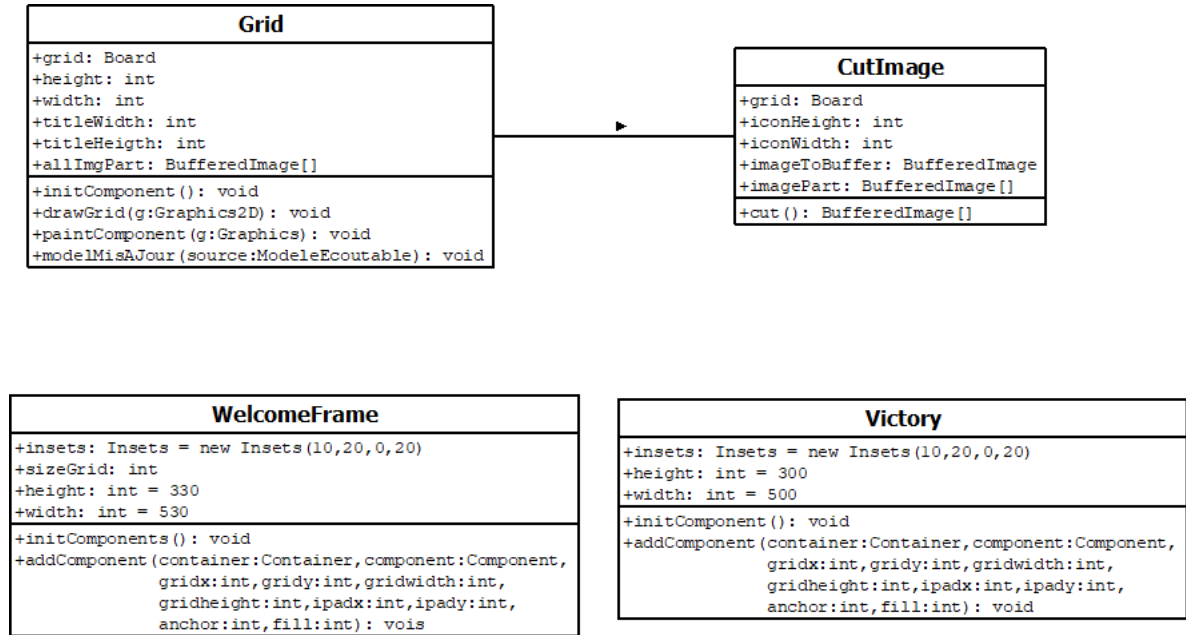 Grid
+grid: Board
+height: int
+width: int
+titleWidth: int
+titleHeigth: int
+allImgPart: BufferedImage[]
+initComponent(): void
+drawGrid(g:Graphics2D): void
+paintComponent(g:Graphics): void
+modelMisAJour(source:ModeleEcoutable): void
CutImage
+grid: Board
+iconHeight: int
+iconWidth: int
+imageToBuffer: BufferedImage
+imagePart: BufferedImage[]
+cut(): BufferedImage[]
WelcomeFrame
+insets: Insets = new Insets(10,20,0,20)
+sizeGrid: int
+height: int = 330
+width: int = 530
+initComponents(): void
+addComponent(container:Container,component:Component,
gridx:int,gridy:int,gridwidth:int,
gridheight:int,ipadx:int,ipady:int,
anchor:int,fill:int): vois
Victory
+insets: Insets = new Insets(10,20,0,20)
+height: int = 300
+width: int = 500
+initComponent(): void
+addComponent(container:Container,component:Component,
gridx:int,gridy:int,gridwidth:int,
gridheight:int,ipadx:int,ipady:int,
anchor:int,fill:int): void